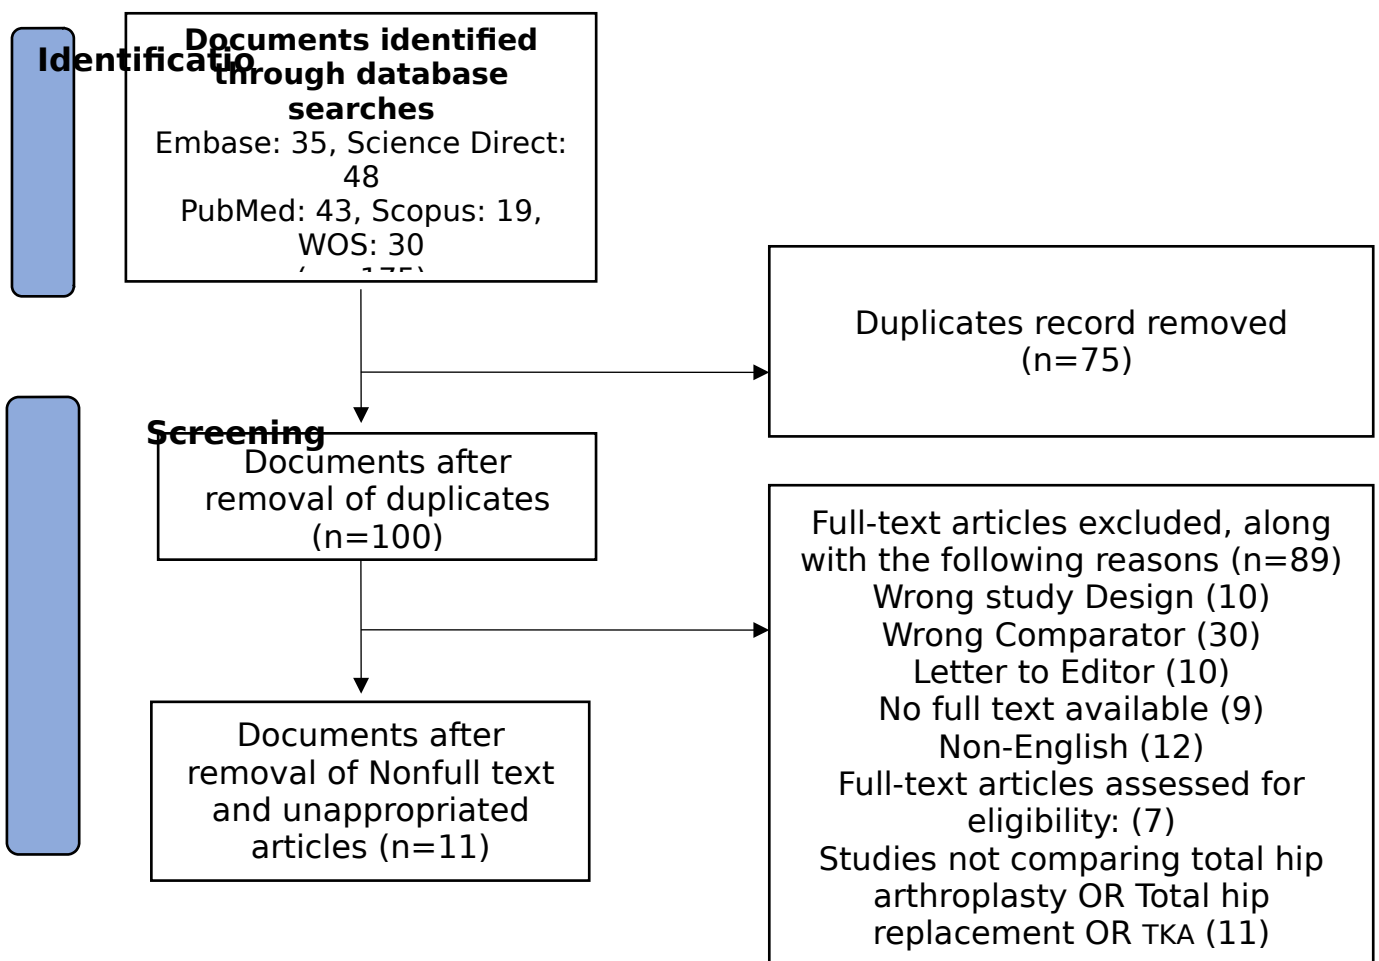 Identificatio
Documents identified
through database
searches
Embase: 35, Science Direct:
48
PubMed: 43, Scopus: 19,
WOS: 30
Duplicates record removed
(n=75)
Screening
Documents after
removal of duplicates
(n=100)
Full-text articles excluded, along
with the following reasons (n=89)
Wrong study Design (10)
Wrong Comparator (30)
Letter to Editor (10)
No full text available (9)
Non-English (12)
Full-text articles assessed for
eligibility: (7)
Studies not comparing total hip
arthroplasty OR Total hip
replacement OR TKA (11)
Documents after
removal of Nonfull text
and unappropriated
articles (n=11)